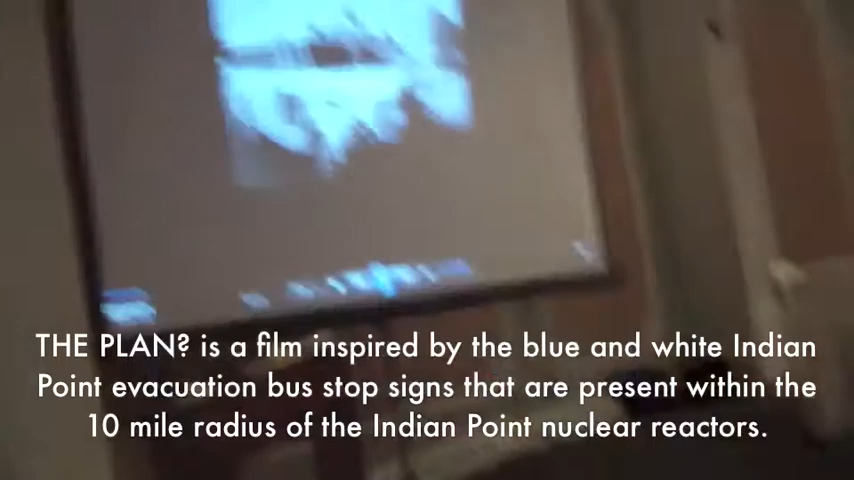 THE PLAN? is a film inspired by the blue and white Indian
Point evacuation bus stop signs that are present within the
10 mile radius of the Indian Point nuclear reactors.